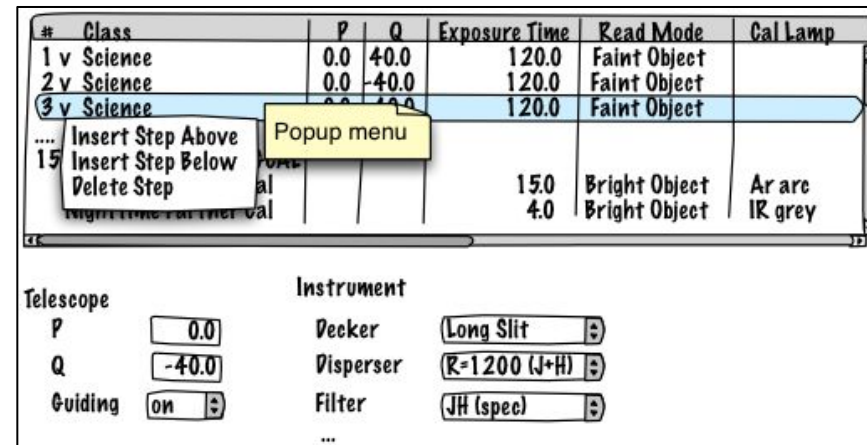 # Class P Q Exposure Time Read Mode Cal Lamp
1 v Science 0.0 40.0 120.0 Faint Object
2 v Science 0.0 -40.0 120.0 Faint Object
3 v Science 120.0 Faint Object
Popup menu
.... Insert Step Above
15 Insert Step Below
Delete Step 15.0 Bright Object Ar arc
Cal 4.0 Bright Object IR grey
Telescope Instrument
P 0.0 Decker Long Slit
Q -40.0 Disperser R=1200 (J+H)
Guiding on Filter JH (spec)
...